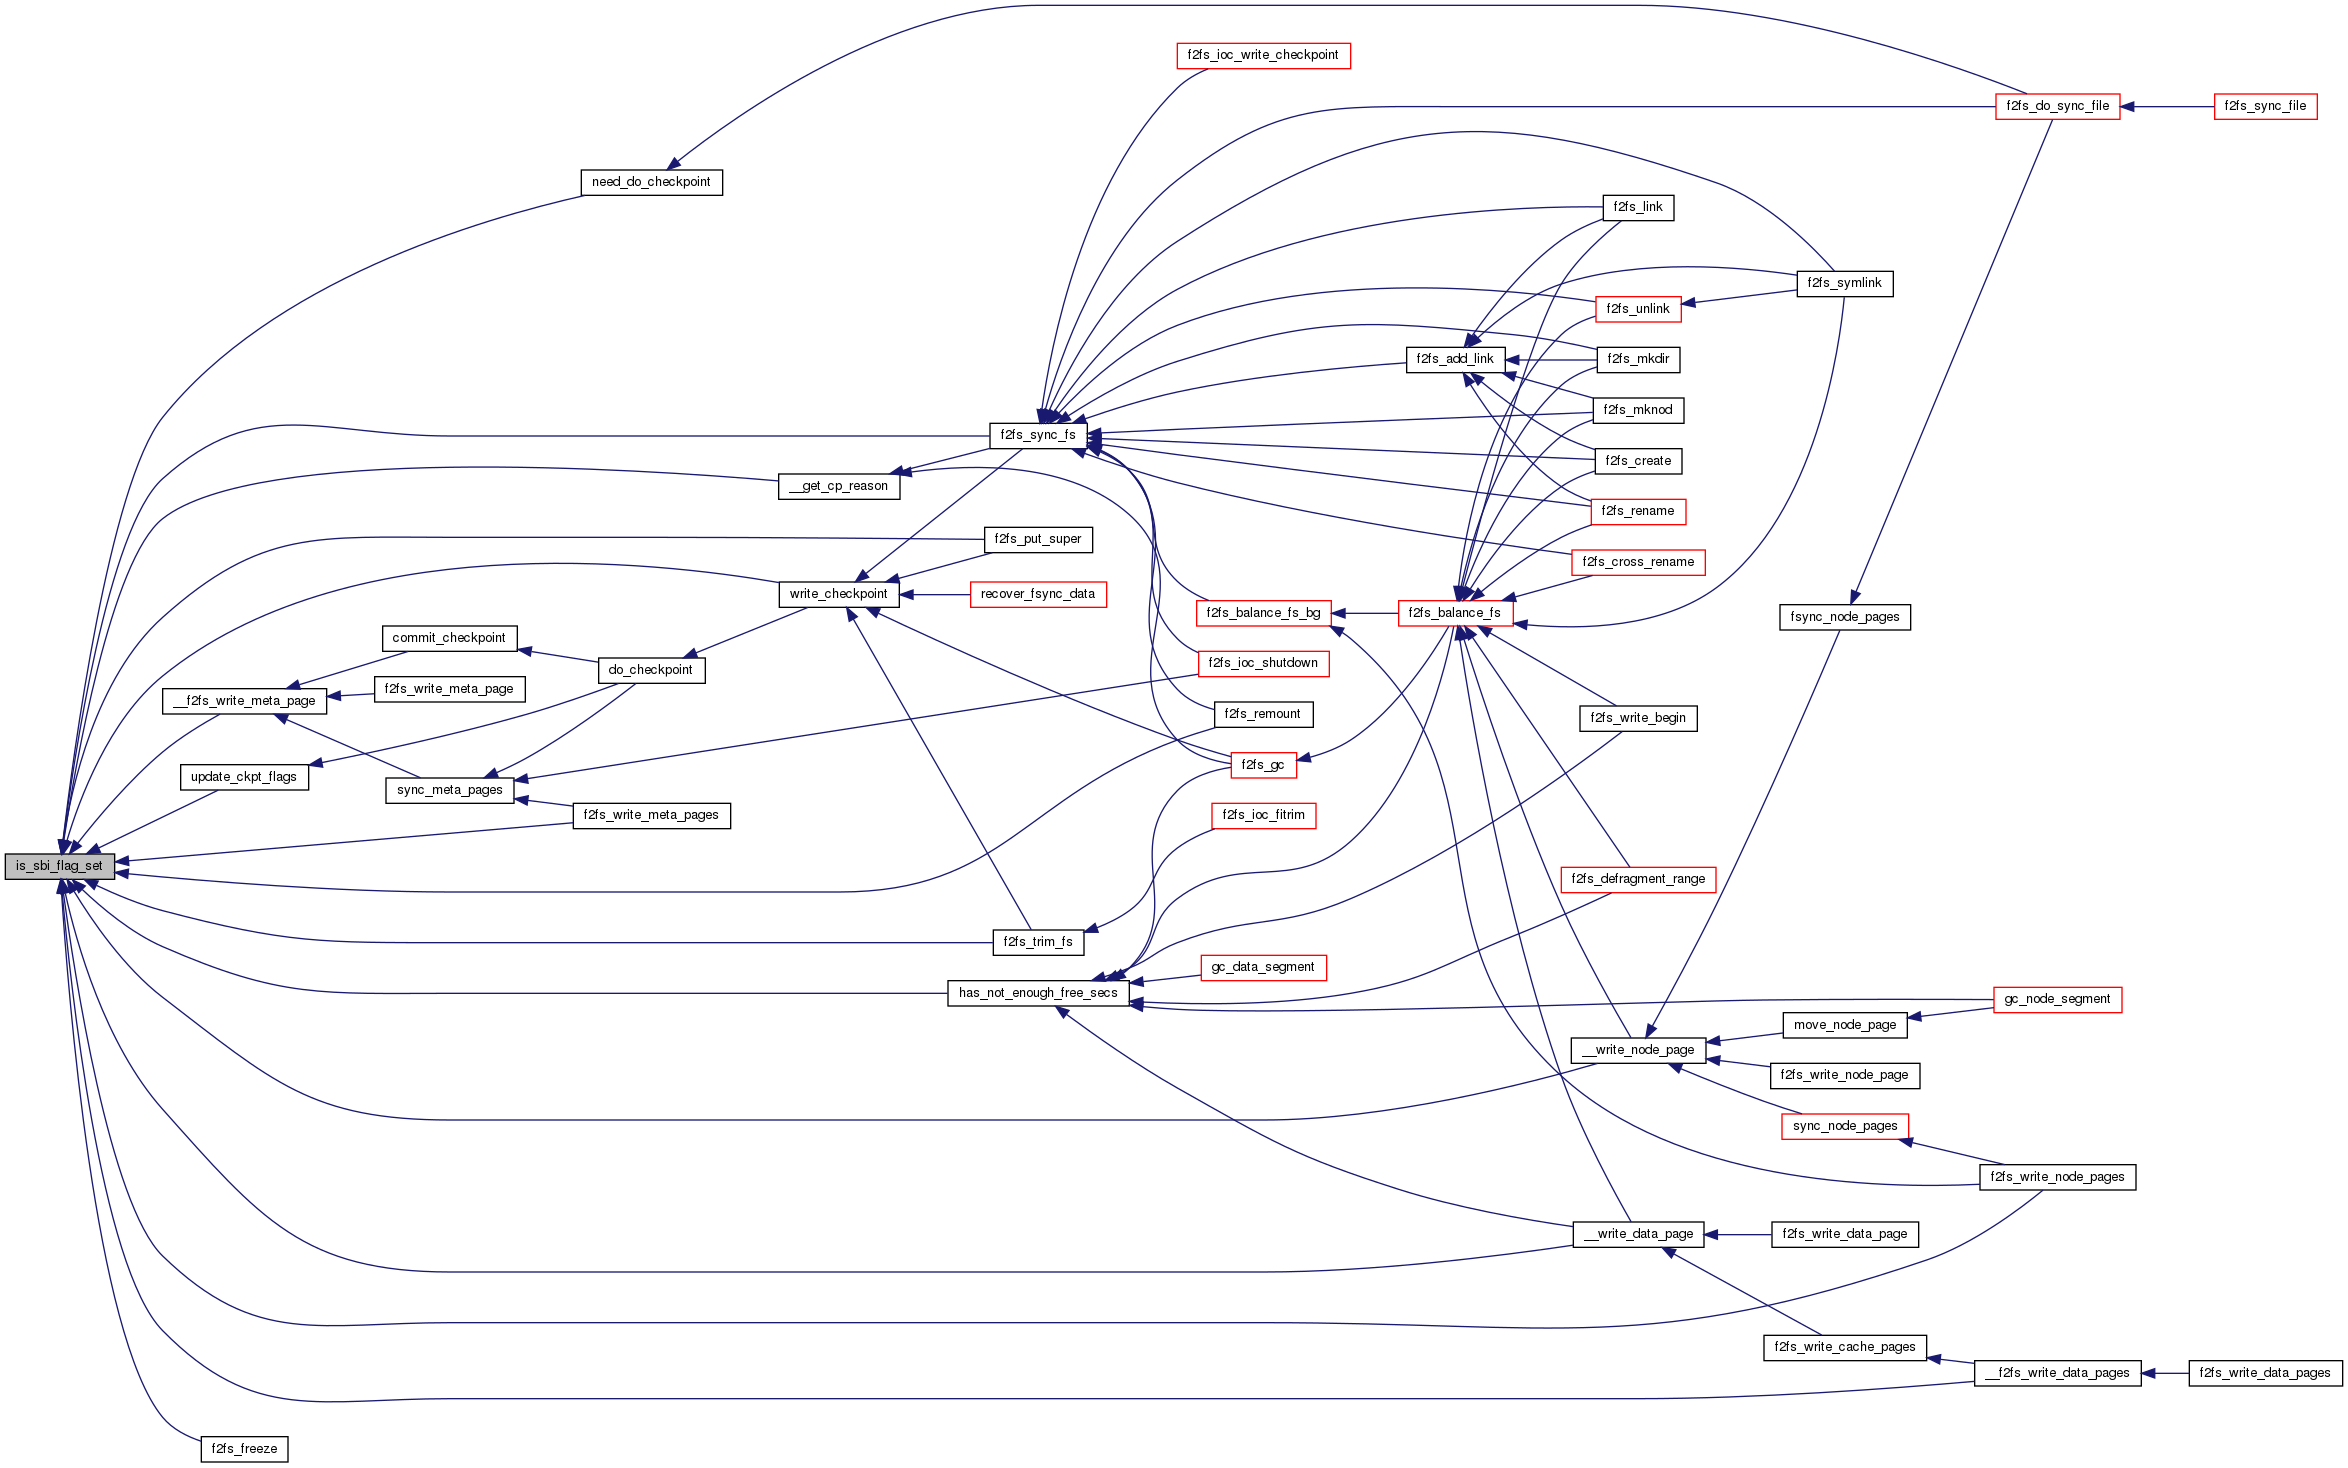 f2fs_ioc_write_checkpoint
f2fs_do_sync_file
f2fs_sync_file
need_do_checkpoint
f2fs_link
f2fs_symlink
f2fs_unlink
f2fs_add_link
f2fs_mkdir
f2fs_mknod
f2fs_sync_fs
f2fs_create
__get_cp_reason
f2fs_rename
f2fs_put_super
f2fs_cross_rename
write_checkpoint
recover_fsync_data
f2fs_balance_fs_bg
f2fs_balance_fs
fsync_node_pages
commit_checkpoint
do_checkpoint
f2fs_ioc_shutdown
f2fs_write_meta_page
__f2fs_write_meta_page
f2fs_remount
f2fs_write_begin
f2fs_gc
update_ckpt_flags
sync_meta_pages
f2fs_write_meta_pages
f2fs_ioc_fitrim
is_sbi_flag_set
f2fs_defragment_range
f2fs_trim_fs
gc_data_segment
has_not_enough_free_secs
gc_node_segment
move_node_page
__write_node_page
f2fs_write_node_page
sync_node_pages
f2fs_write_node_pages
__write_data_page
f2fs_write_data_page
f2fs_write_cache_pages
__f2fs_write_data_pages
f2fs_write_data_pages
f2fs_freeze